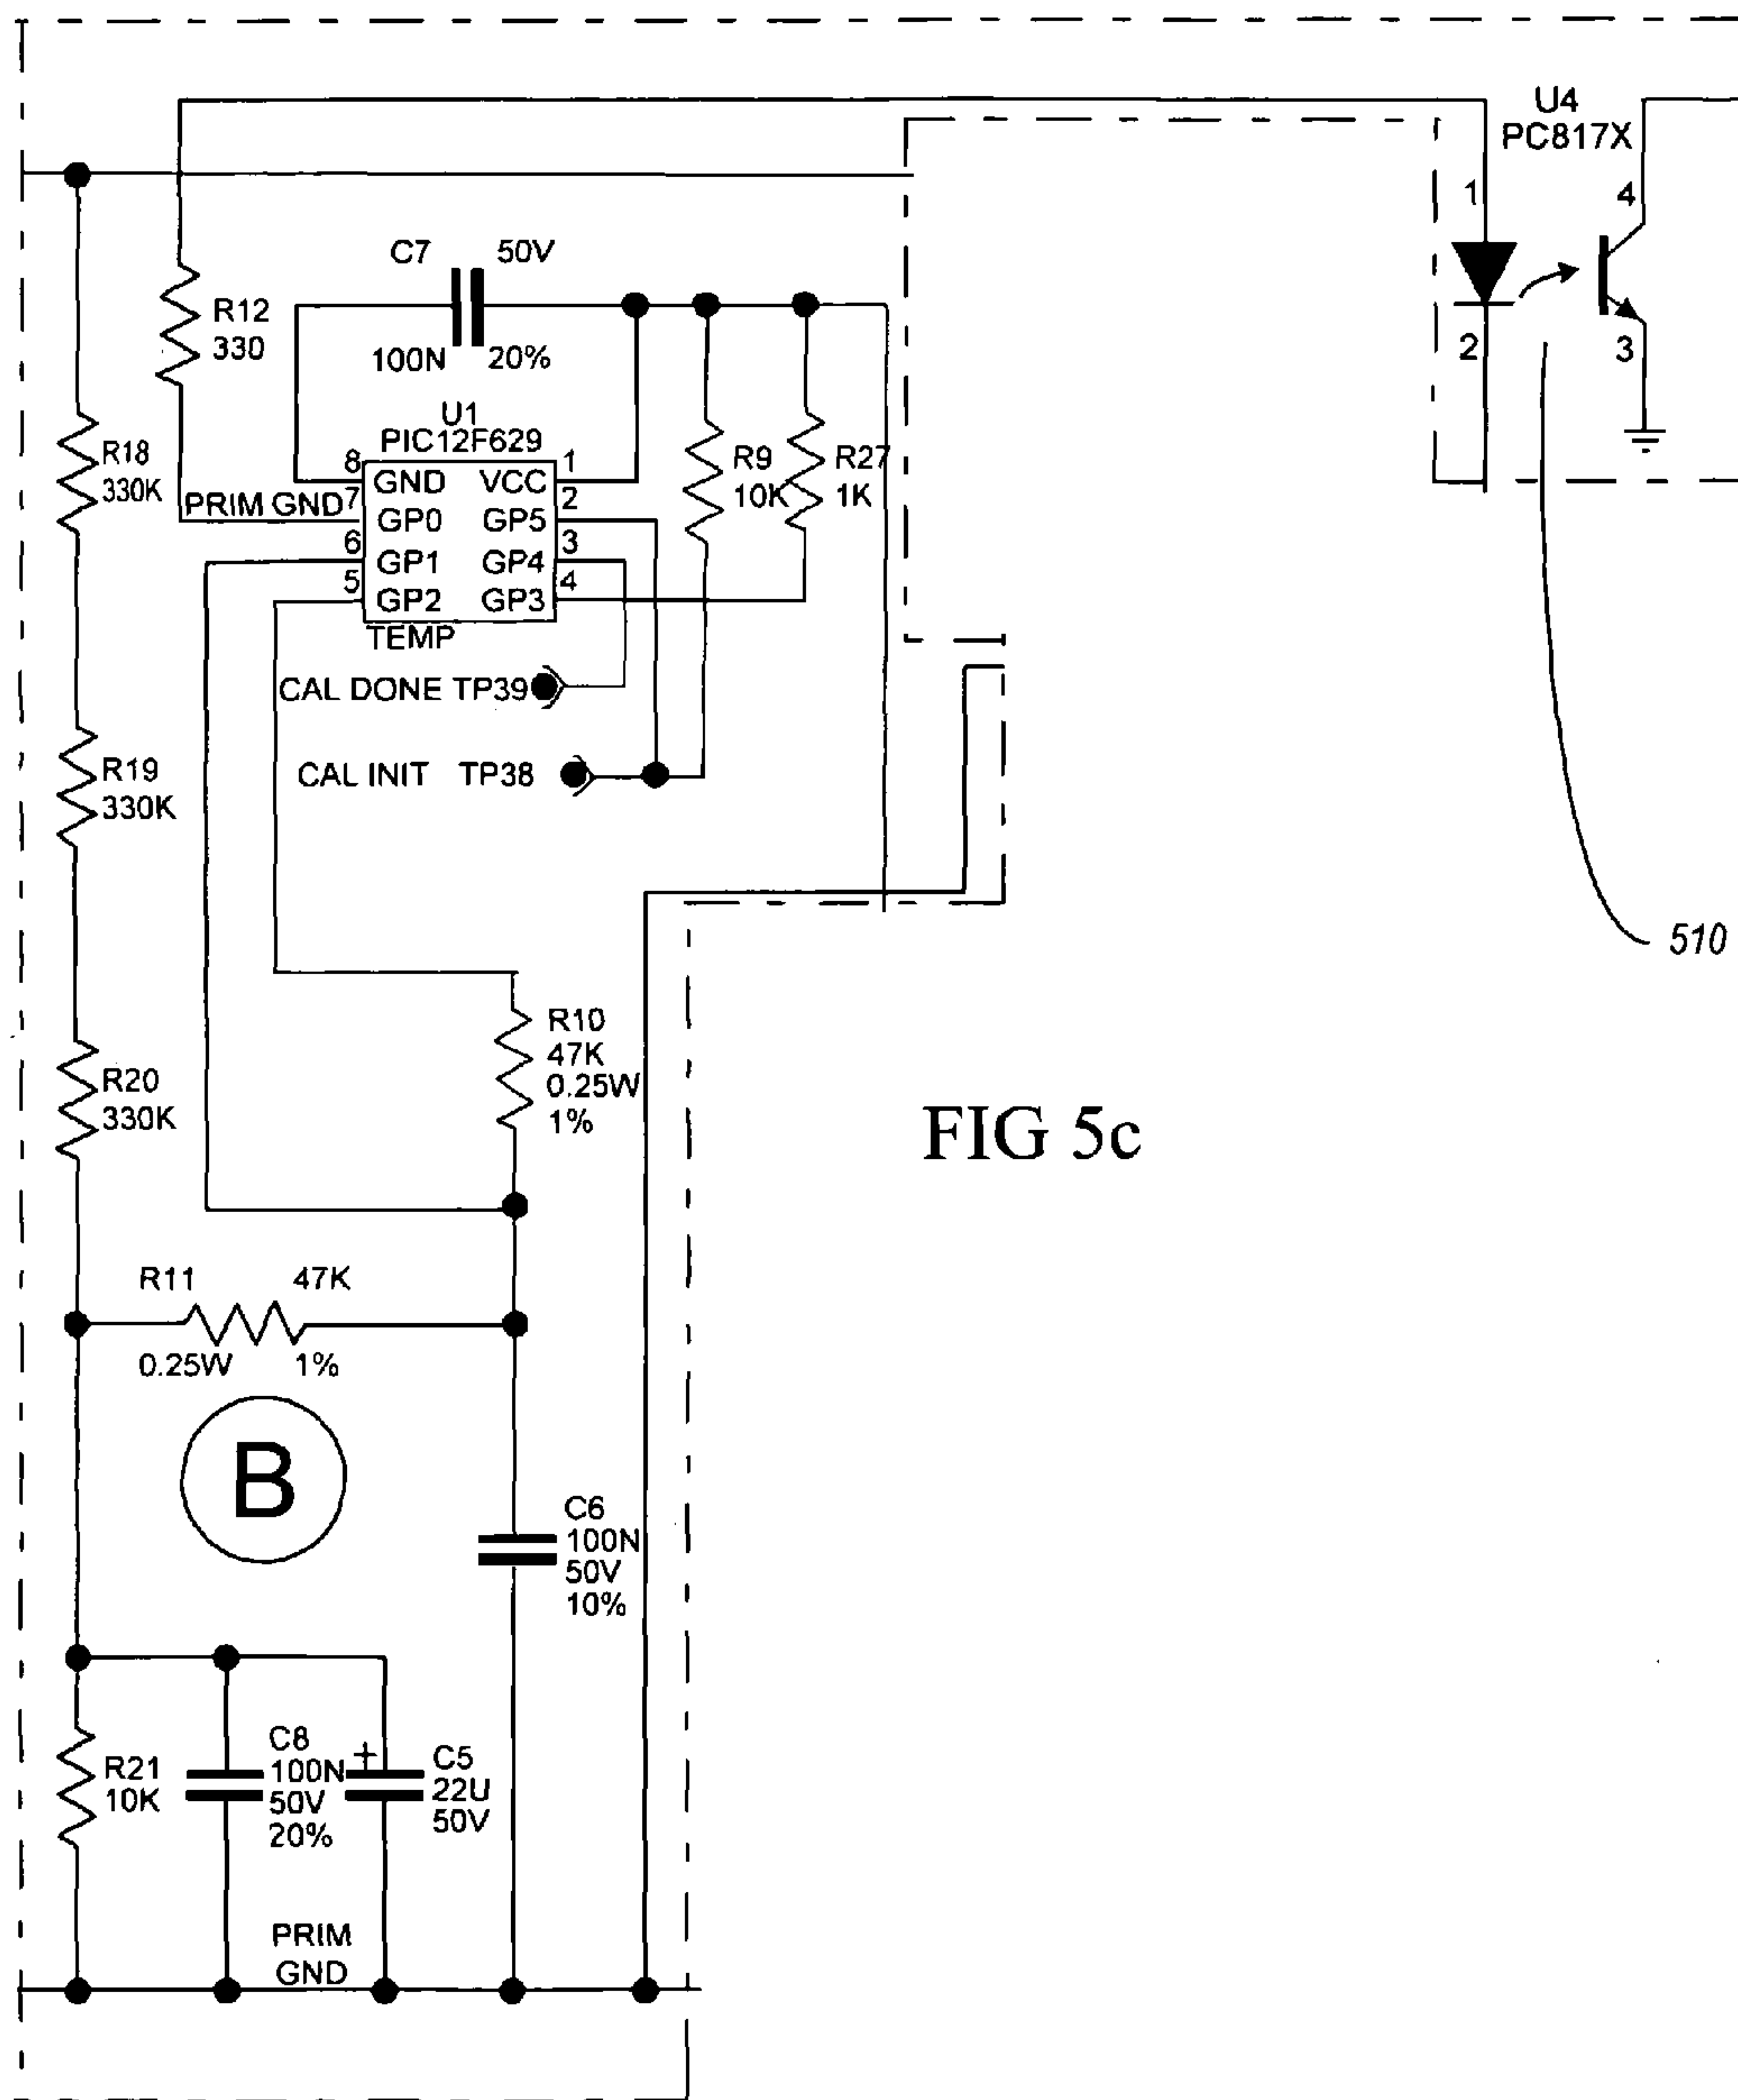 U4
PC817X
1
4
2
3
C7 50V
100N 20%
R12
330
U1
PIC12F629
8 GND VCC 1
PRIM GND 7 GP0 GP5 2
6 GP1 GP4 3
5 GP2 GP3 4
TEMP
R9
10K
R27
1K
R18
330K
CAL DONE TP39
CAL INIT TP38
R19
330K
510
R10
47K
0.25W
1%
R20
330K
FIG 5c
R11 47K
0.25W 1%
B
C6
100N
50V
10%
R21
10K
C8
100N
50V
20%
+
C5
22U
50V
PRIM
GND